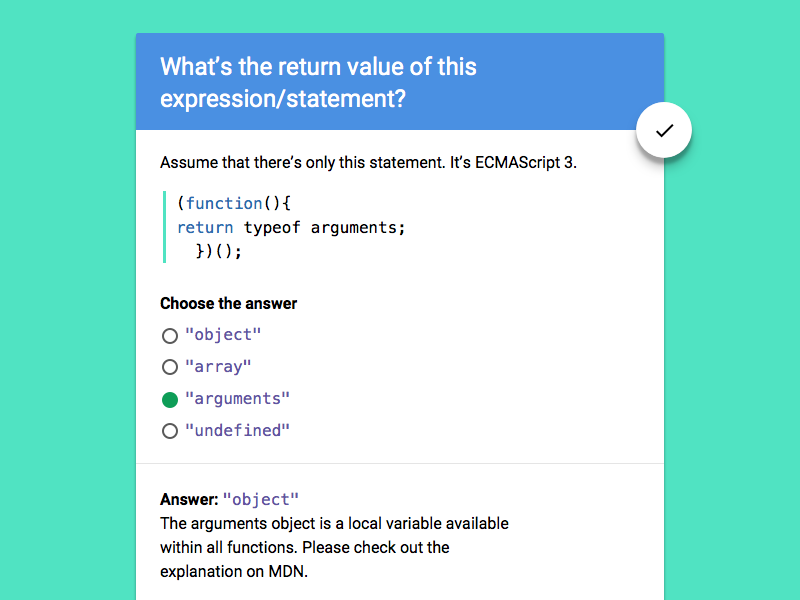 What’s the return value of this
expression/statement?
Assume that there’s only this statement. It’s ECMAScript 3.
(function(){
return typeof arguments;
})();
Choose the answer
"object"
"array"
"arguments"
"undefined"
Answer: "object"
The arguments object is a local variable available
within all functions. Please check out the
explanation on MDN.